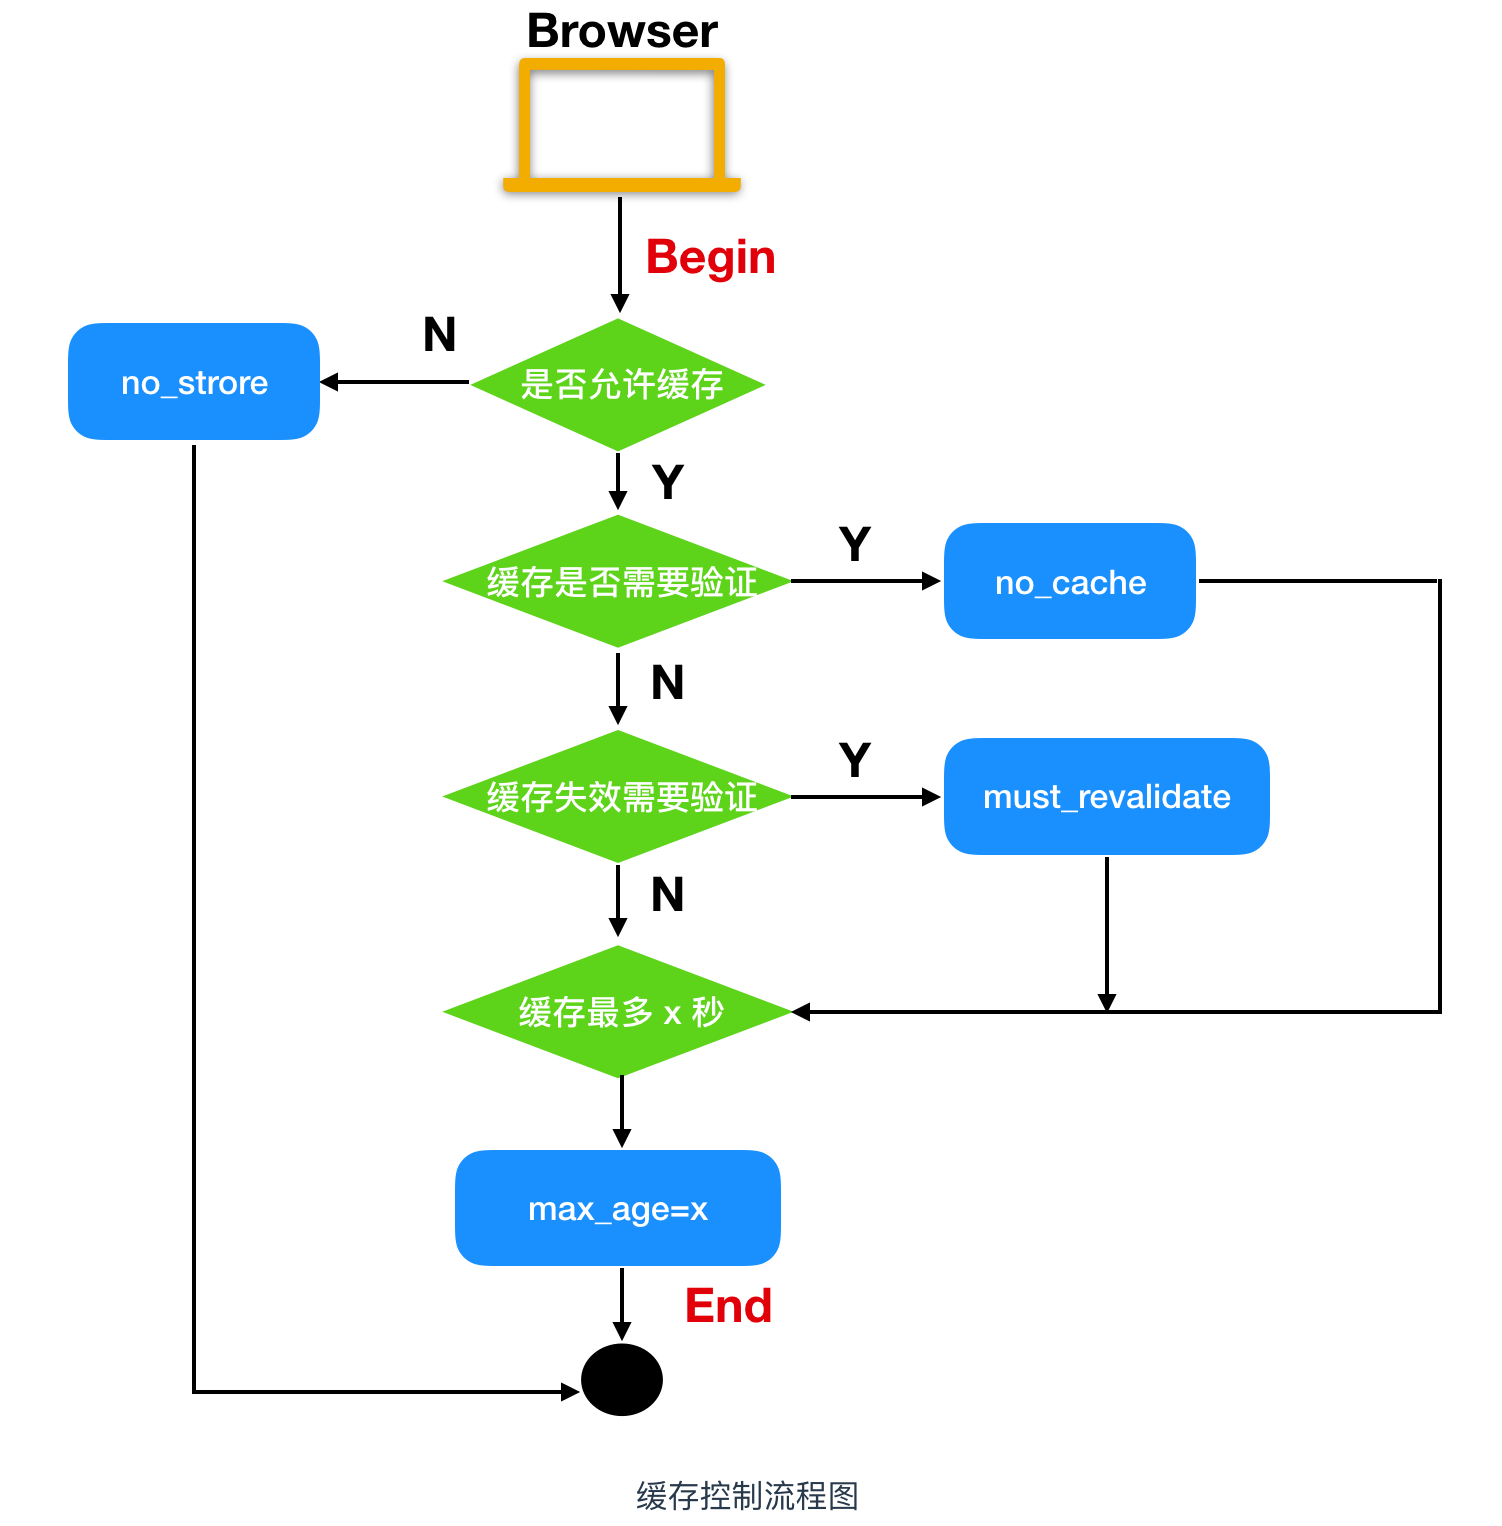 Browser
Begin
N
no_strore
是否允许缓存
Y
缓存是否需要验证
Y
no_cache
N
缓存失效需要验证
Y
must_revalidate
N
缓存最多 x 秒
max_age=x
End
缓存控制流程图